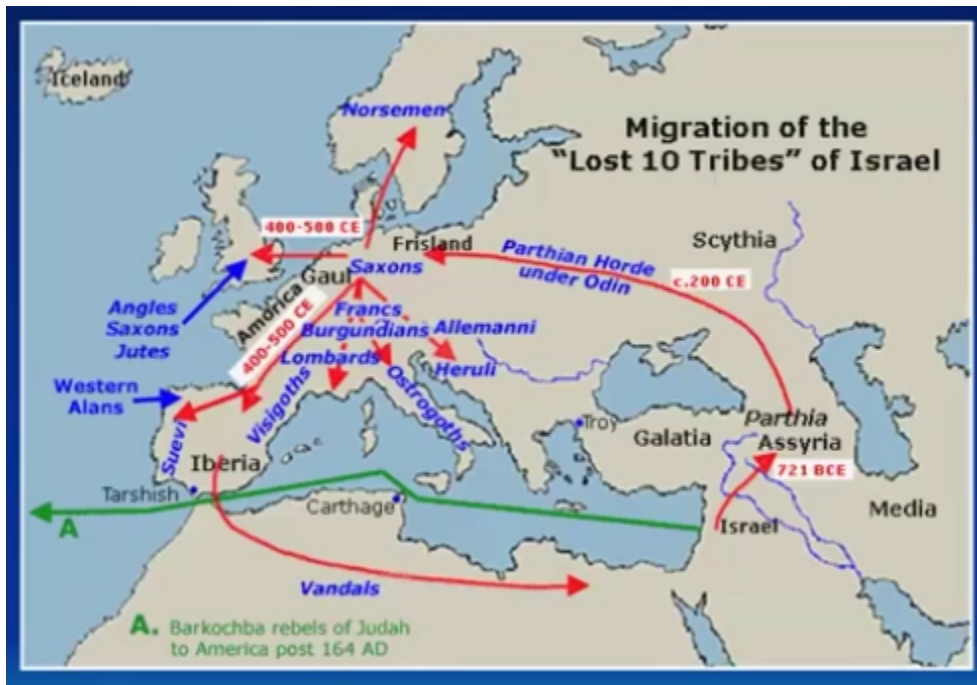 Iceland
Norsemen
Migration of the
"Lost 10 Tribes" of Israel
400-500 CE
Frisland
Scythia
Parthian Horde
under Odin
c.200 CE
Gaul
Saxons
Angles
Saxons
Jutes
Amorica
400-500 CE
Francs
Burgundians
Allemanni
Lombards
Heruli
Western
Alans
Visigoths
Ostrogoths
Suevi
Iberia
Troy
Galatia
Parthia
Assyria
721 BCE
Tarshish
Carthage
Israel
Media
A
Vandals
A. Barkochba rebels of Judah
to America post 164 AD